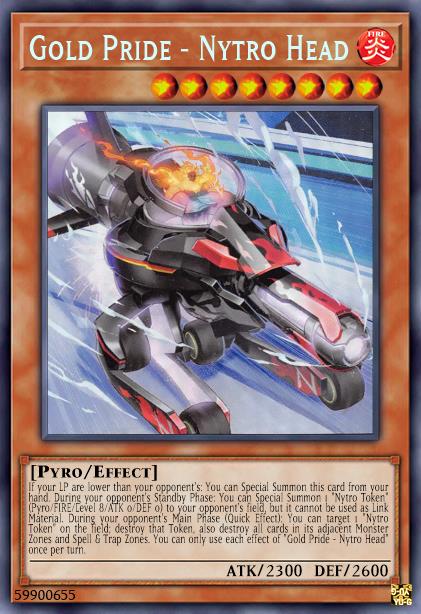 Gold Pride - Nytro Head
FIRE
炎
N
[Pyro/Effect]
If your LP are lower than your opponent's: You can Special Summon this card from your
hand. During your opponent's Standby Phase: You can Special Summon 1 "Nytro Token"
(Pyro/FIRE/Level 8/ATK 0/DEF 0) to your opponent's field, but it cannot be used as Link
Material. During your opponent's Main Phase (Quick Effect): You can target 1 "Nytro
Token" on the field; destroy that Token, also destroy all cards in its adjacent Monster
Zones and Spell & Trap Zones. You can only use each effect of "Gold Pride - Nytro Head"
once per turn.
ATK/2300 DEF/2600
59900655